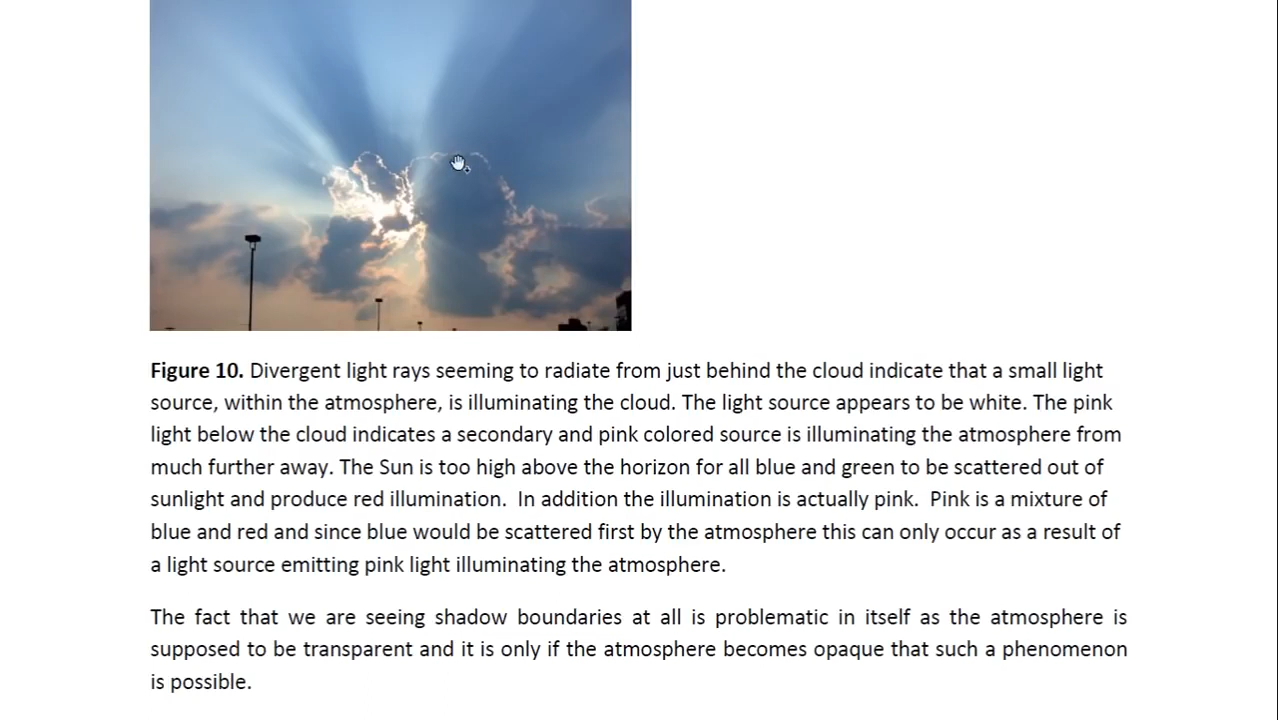 Figure 10. Divergent light rays seeming to radiate from just behind the cloud indicate that a small light
source, within the atmosphere, is illuminating the cloud. The light source appears to be white. The pink
light below the cloud indicates a secondary and pink colored source is illuminating the atmosphere from
much further away. The Sun is too high above the horizon for all blue and green to be scattered out of
sunlight and produce red illumination. In addition the illumination is actually pink. Pink is a mixture of
blue and red and since blue would be scattered first by the atmosphere this can only occur as a result of
a light source emitting pink light illuminating the atmosphere.
The fact that we are seeing shadow boundaries at all is problematic in itself as the atmosphere is
supposed to be transparent and it is only if the atmosphere becomes opaque that such a phenomenon
is possible.